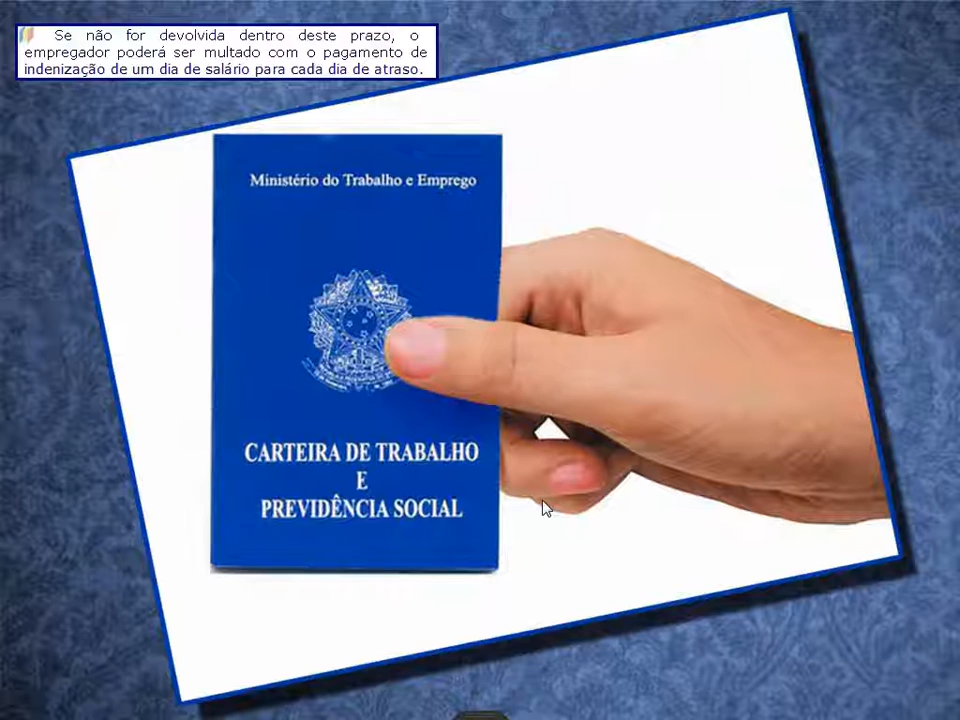 Se não for devolvida dentro deste prazo, o
empregador poderá ser multado com o pagamento de
indenização de um dia de salário para cada dia de atraso.
Ministério do Trabalho e Emprego
CARTEIRA DE TRABALHO
E
PREVIDÊNCIA SOCIAL